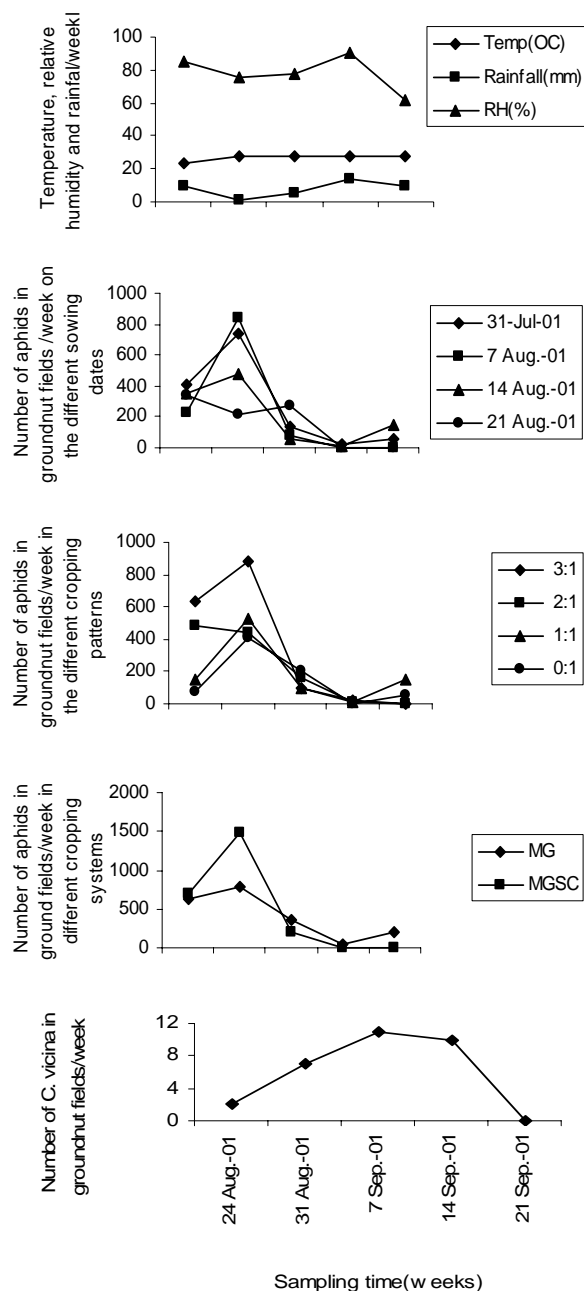 Temperature, relative
humidity and rainfal/weekl
100
80
60
40
20
0
Temp(OC)
Rainfall(mm)
RH(%)
Number of aphids in
groundnut fields /week on
the different sowing
dates
1000
800
600
400
200
0
31-Jul-01
7 Aug.-01
14 Aug.-01
21 Aug.-01
Number of aphids in
groundnut fields/week in
the different cropping
patterns
1000
800
600
400
200
0
3:1
2:1
1:1
0:1
Number of aphids in
ground fields/week in
different cropping
systems
2000
1500
1000
500
0
MG
MGSC
Number of C. vicina in
groundnut fields/week
12
8
4
0
24 Aug.-01
31 Aug.-01
7 Sep.-01
14 Sep.-01
21 Sep.-01
Sampling time(w eeks)